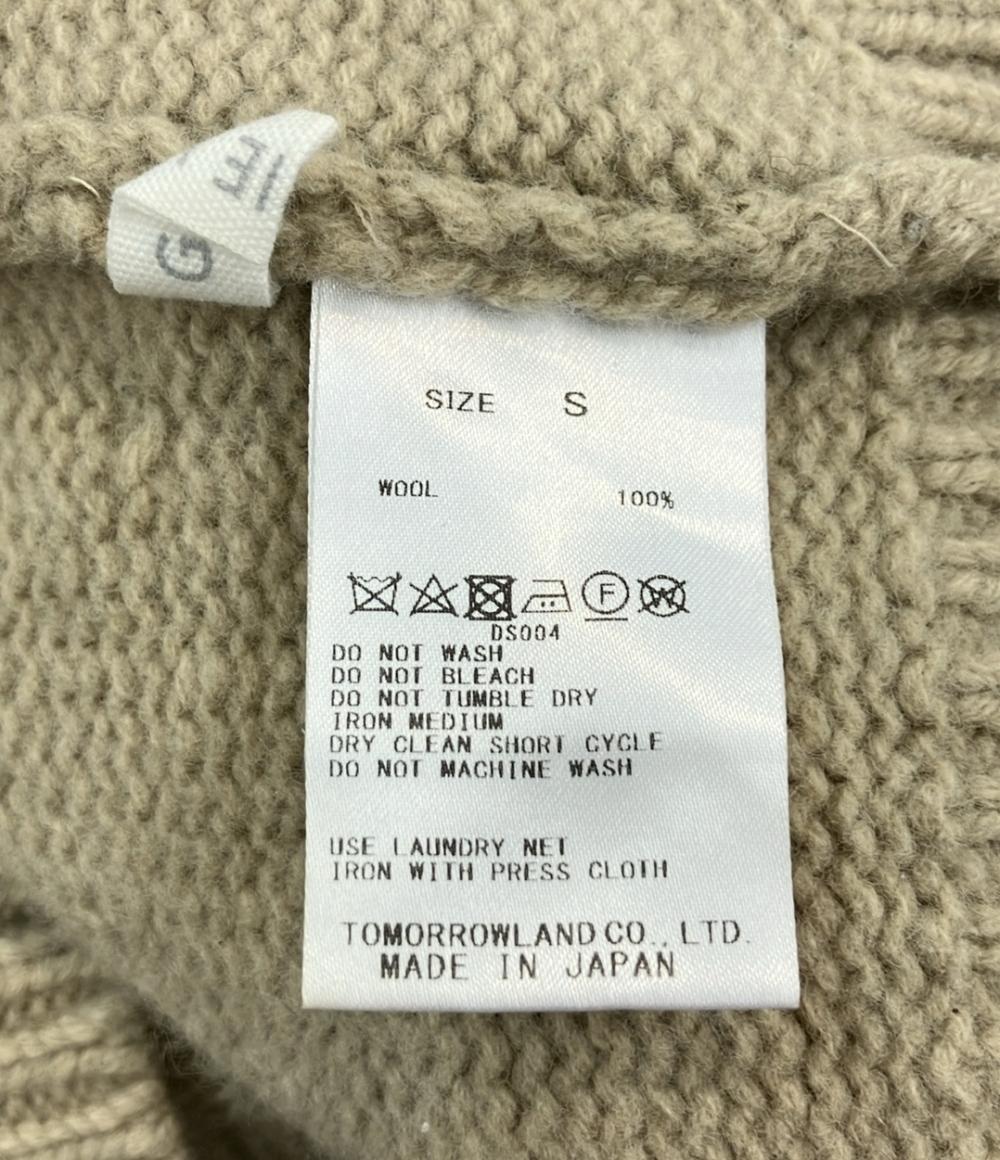 G E
SIZE S
WOOL 100%
F W
DS004
DO NOT WASH
DO NOT BLEACH
DO NOT TUMBLE DRY
IRON MEDIUM
DRY CLEAN SHORT CYCLE
DO NOT MACHINE WASH
USE LAUNDRY NET
IRON WITH PRESS CLOTH
TOMORROWLAND CO., LTD.
MADE IN JAPAN